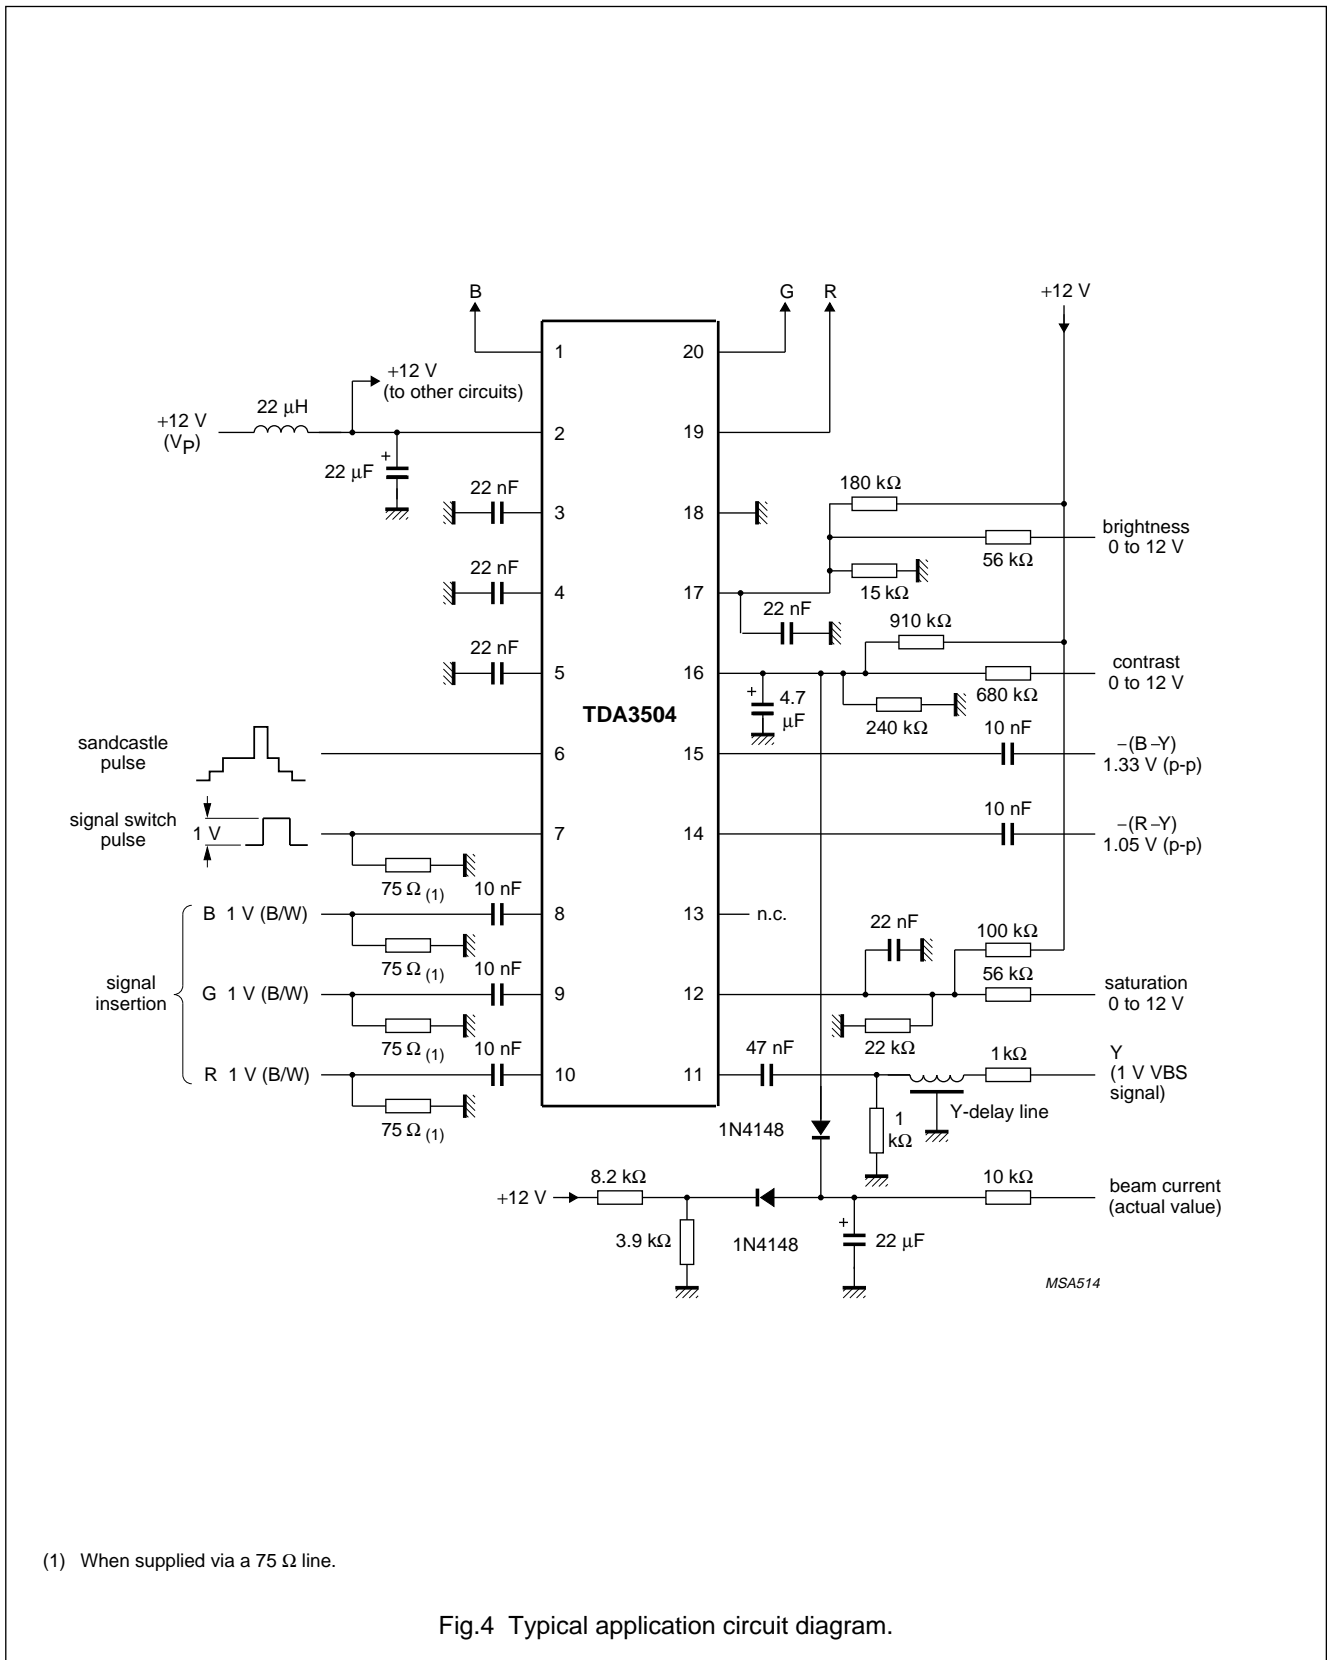 B
G
R
+12 V
1
20
+12 V
(to other circuits)
22 µH
+12 V
(VP)
2
19
+
22 µF
180 kΩ
22 nF
3
18
brightness
0 to 12 V
56 kΩ
22 nF
4
17
15 kΩ
22 nF
910 kΩ
22 nF
5
16
contrast
0 to 12 V
680 kΩ
+
4.7
µF
240 kΩ
TDA3504
10 nF
sandcastle
pulse
6
15
−(B −Y)
1.33 V (p-p)
10 nF
signal switch
pulse
1 V
7
14
−(R −Y)
1.05 V (p-p)
75 Ω (1)
10 nF
B 1 V (B/W)
8
13
n.c.
22 nF
100 kΩ
75 Ω (1)
10 nF
56 kΩ
signal
insertion
G 1 V (B/W)
9
12
saturation
0 to 12 V
22 kΩ
75 Ω (1)
10 nF
47 nF
1 kΩ
R 1 V (B/W)
10
11
Y
(1 V VBS
signal)
Y-delay line
75 Ω (1)
1N4148
1
kΩ
8.2 kΩ
10 kΩ
+12 V
beam current
(actual value)
3.9 kΩ
1N4148
+
22 µF
MSA514
(1) When supplied via a 75 Ω line.
Fig.4 Typical application circuit diagram.